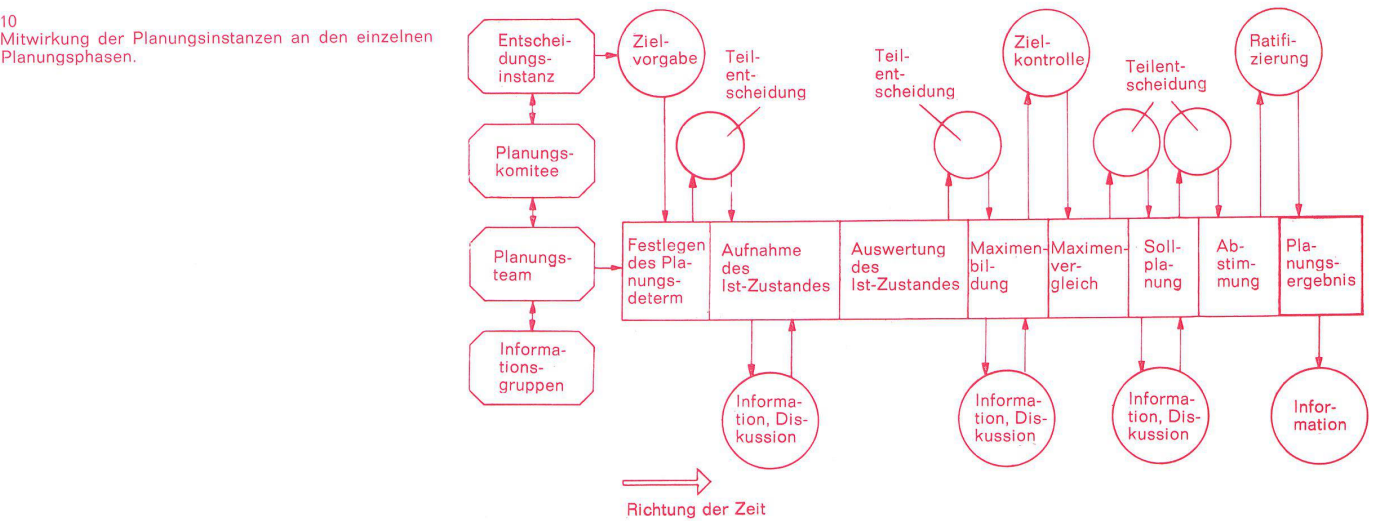 10
Mitwirkung der Planungsinstanzen an den einzelnen
Planungsphasen.
Entschei-
dungs-
instanz
Ziel-
vorgabe
Teil-
ent-
scheidung
Teil-
ent-
scheidung
Ziel-
kontrolle
Teilent-
scheidung
Ratifi-
zierung
Planungs-
komitee
Planungs-
team
Festlegen
des Pla-
nungs-
determ
Aufnahme
des
Ist-Zustandes
Auswertung
des
Ist-Zustandes
Maximen-
bil-
dung
Maximen-
ver-
gleich
Soll-
pla-
nung
Ab-
stim-
mung
Pla-
nungs-
ergebnis
Informa-
tions-
gruppen
Informa-
tion, Dis-
kussion
Informa-
tion, Dis-
kussion
Informa-
tion, Dis-
kussion
Infor-
mation
Richtung der Zeit